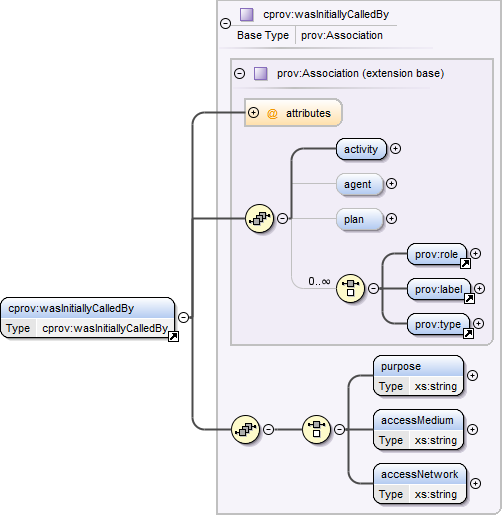 cprov:wasInitiallyCalledBy
Base Type prov:Association
prov:Association (extension base)
@ attributes
activity
agent
plan
0..∞
prov:role
prov:label
prov:type
cprov:wasInitiallyCalledBy
Type cprov:wasInitiallyCalledBy
purpose
Type xs:string
accessMedium
Type xs:string
accessNetwork
Type xs:string